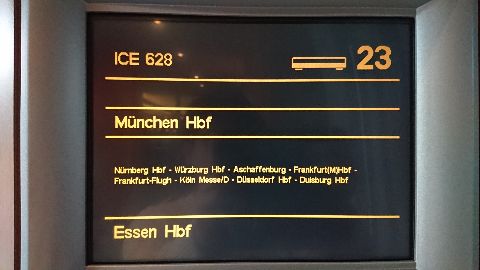 ICE 628 23
München Hbf
Nürnberg Hbf - Würzburg Hbf - Aschaffenburg - Frankfurt(M)Hbf -
Frankfurt-Flugh - Köln Messe/D - Düsseldorf Hbf - Duisburg Hbf
Essen Hbf